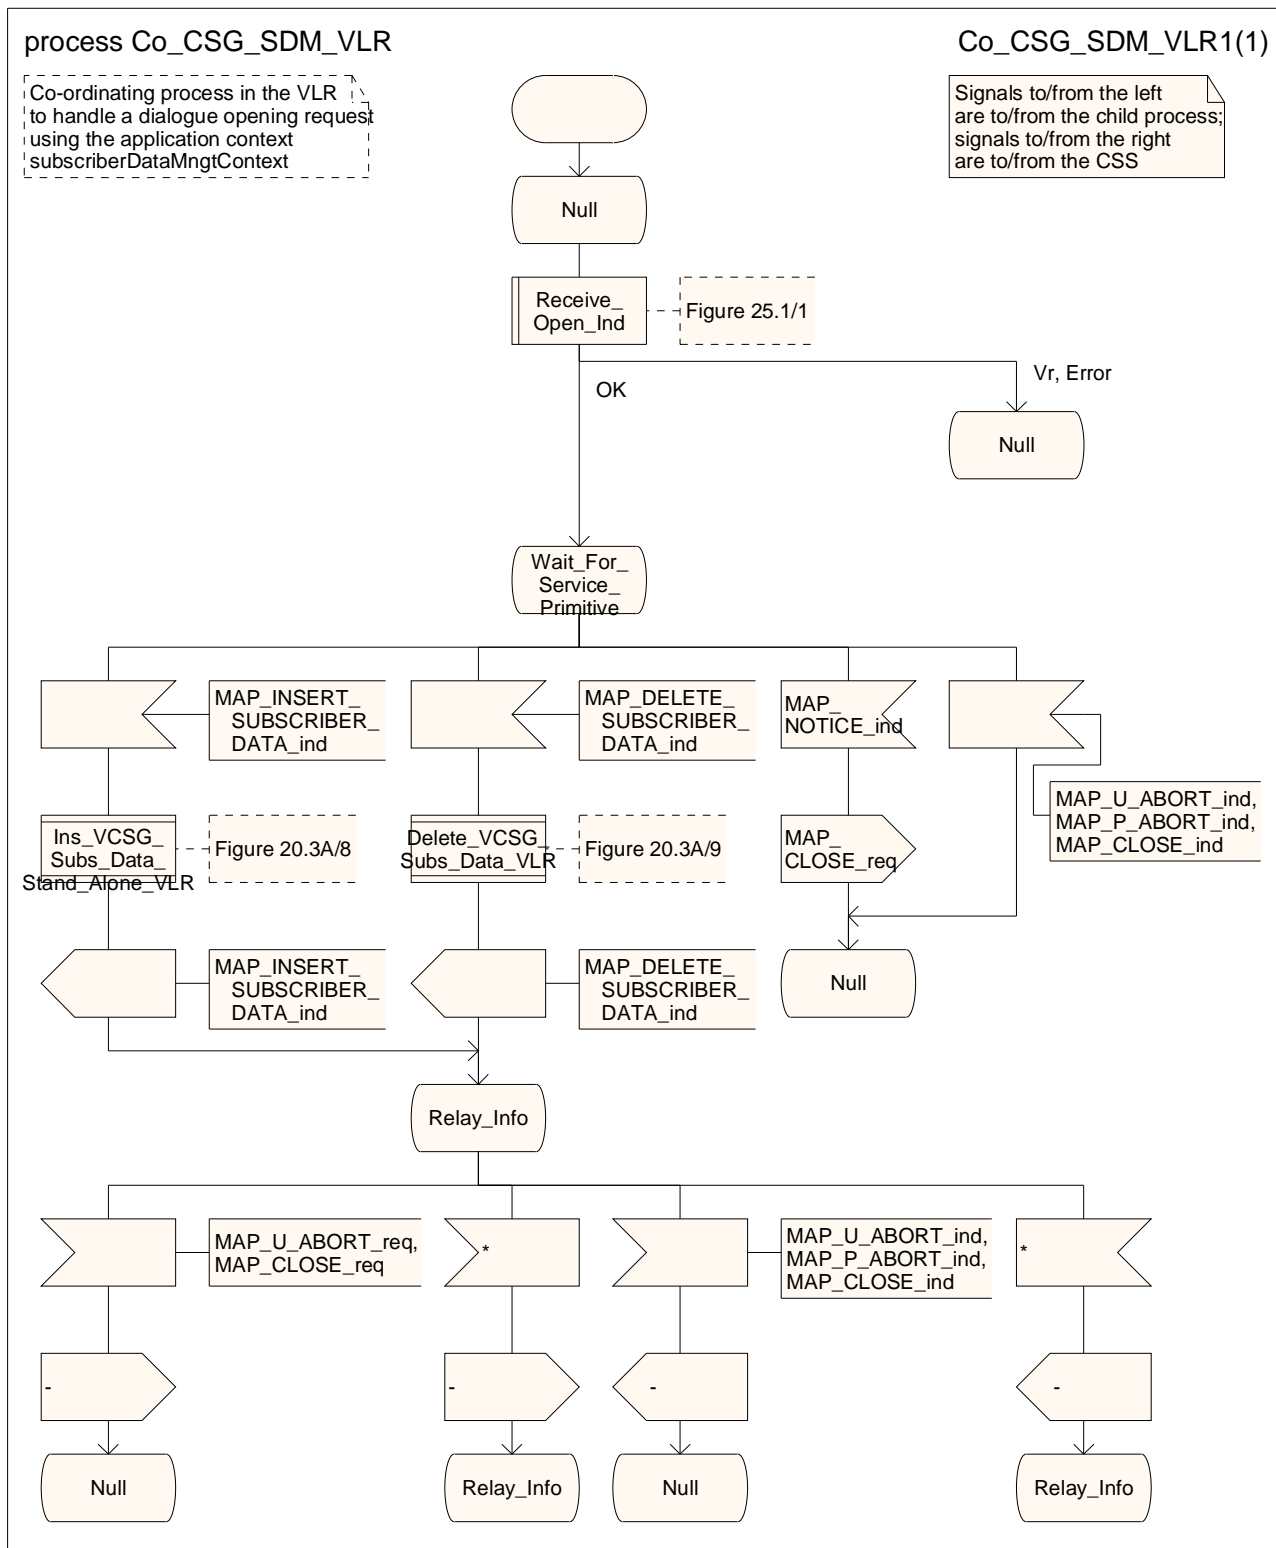 process Co_CSG_SDM_VLR
Co_CSG_SDM_VLR1(1)
Co-ordinating process in the VLR
to handle a dialogue opening request
using the application context
subscriberDataMngtContext
Signals to/from the left
are to/from the child process;
signals to/from the right
are to/from the CSS
Null
Receive_
Open_Ind
Figure 25.1/1
OK
Vr, Error
Null
Wait_For_
Service_
Primitive
MAP_INSERT_
SUBSCRIBER_
DATA_ind
MAP_DELETE_
SUBSCRIBER_
DATA_ind
MAP_
NOTICE_ind
MAP_U_ABORT_ind,
MAP_P_ABORT_ind,
MAP_CLOSE_ind
Ins_VCSG_
Subs_Data_
Stand_Alone_VLR
Figure 20.3A/8
Delete_VCSG_
Subs_Data_VLR
Figure 20.3A/9
MAP_
CLOSE_req
MAP_INSERT_
SUBSCRIBER_
DATA_ind
MAP_DELETE_
SUBSCRIBER_
DATA_ind
Null
Relay_Info
MAP_U_ABORT_req,
MAP_CLOSE_req
*
MAP_U_ABORT_ind,
MAP_P_ABORT_ind,
MAP_CLOSE_ind
*
-
-
-
-
Null
Relay_Info
Null
Relay_Info